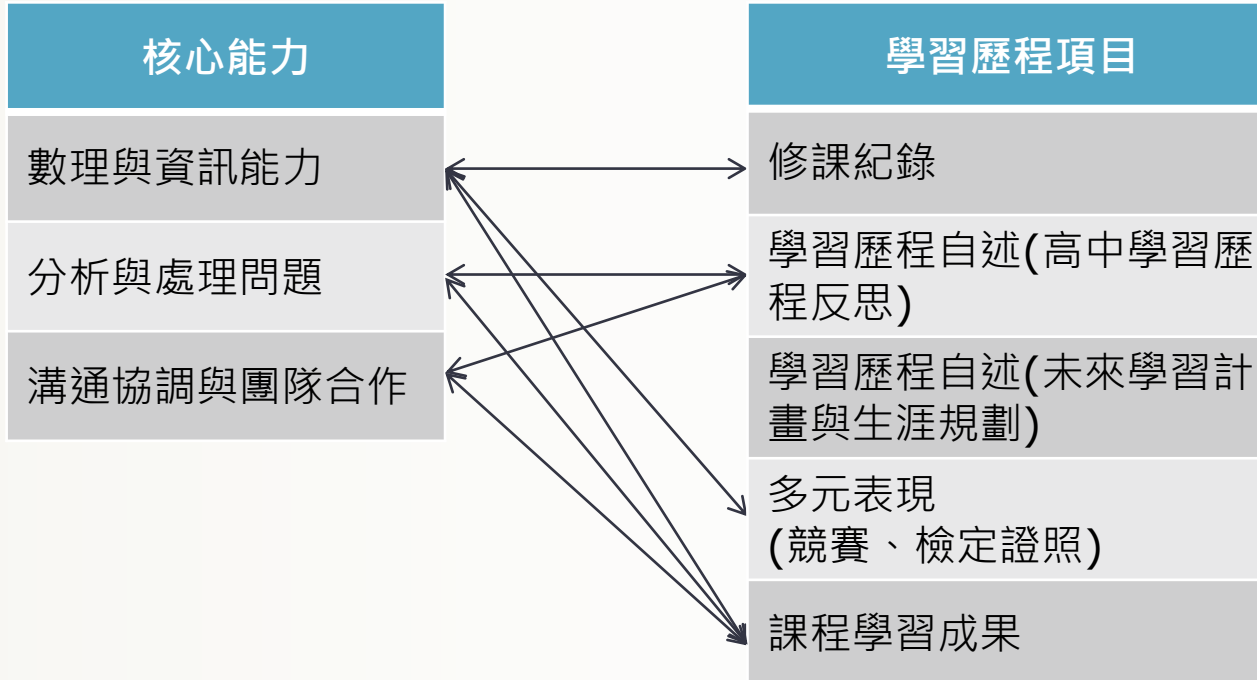 核心能力
數理與資訊能力
分析與處理問題
溝通協調與團隊合作
學習歷程項目
修課紀錄
學習歷程自述(高中學習歷
程反思)
學習歷程自述(未來學習計
畫與生涯規劃)
多元表現
(競賽、檢定證照)
課程學習成果